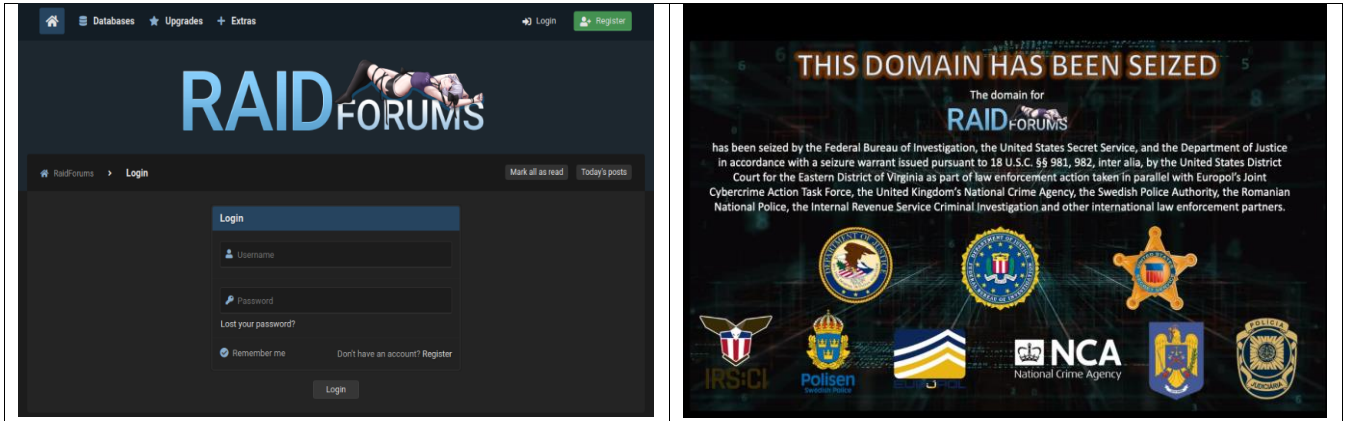 Databases
Upgrades
Extras
Login
Register
RAID FORUMS
RaidForums > Login
Mark all as read
Today's posts
Login
Username
Password
Lost your password?
Remember me
Don't have an account? Register
Login
THIS DOMAIN HAS BEEN SEIZED
The domain for
RAID FORUMS
has been seized by the Federal Bureau of Investigation, the United States Secret Service, and the Department of Justice
in accordance with a seizure warrant issued pursuant to 18 U.S.C. §§ 981, 982, inter alia, by the United States District
Court for the Eastern District of Virginia as part of law enforcement action taken in parallel with Europol's Joint
Cybercrime Action Task Force, the United Kingdom's National Crime Agency, the Swedish Police Authority, the Romanian
National Police, the Internal Revenue Service Criminal Investigation and other international law enforcement partners.
IRS:CI
Polisen
Swedish Police
EUROPOL
NCA
National Crime Agency
POLICIA
JUDICIÁRIA